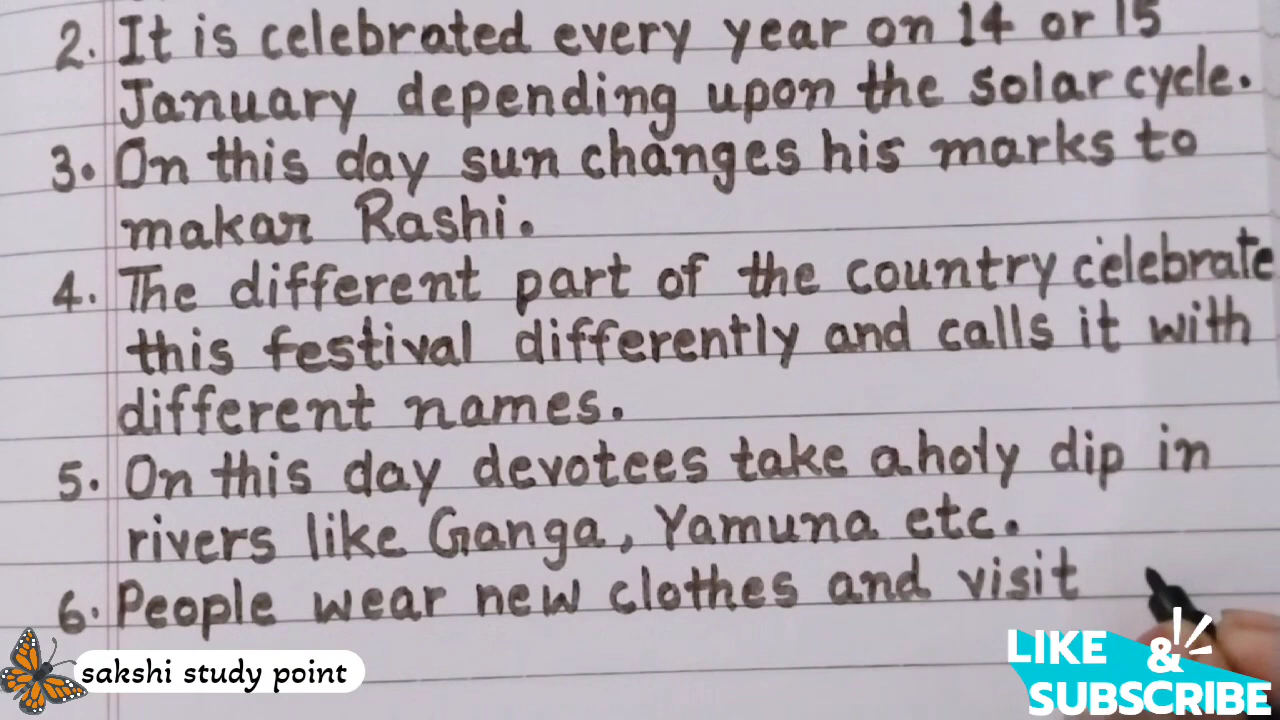 2. It is celebrated every year on 14 or 15
January depending upon the solar cycle.
3. On this day sun changes his marks to
makar Rashi.
4. The different part of the country celebrate
this festival differently and calls it with
different names.
5. On this day devotees take a holy dip in
rivers like Ganga, Yamuna etc.
6. People wear new clothes and visit
sakshi study point
LIKE &
SUBSCRIBE